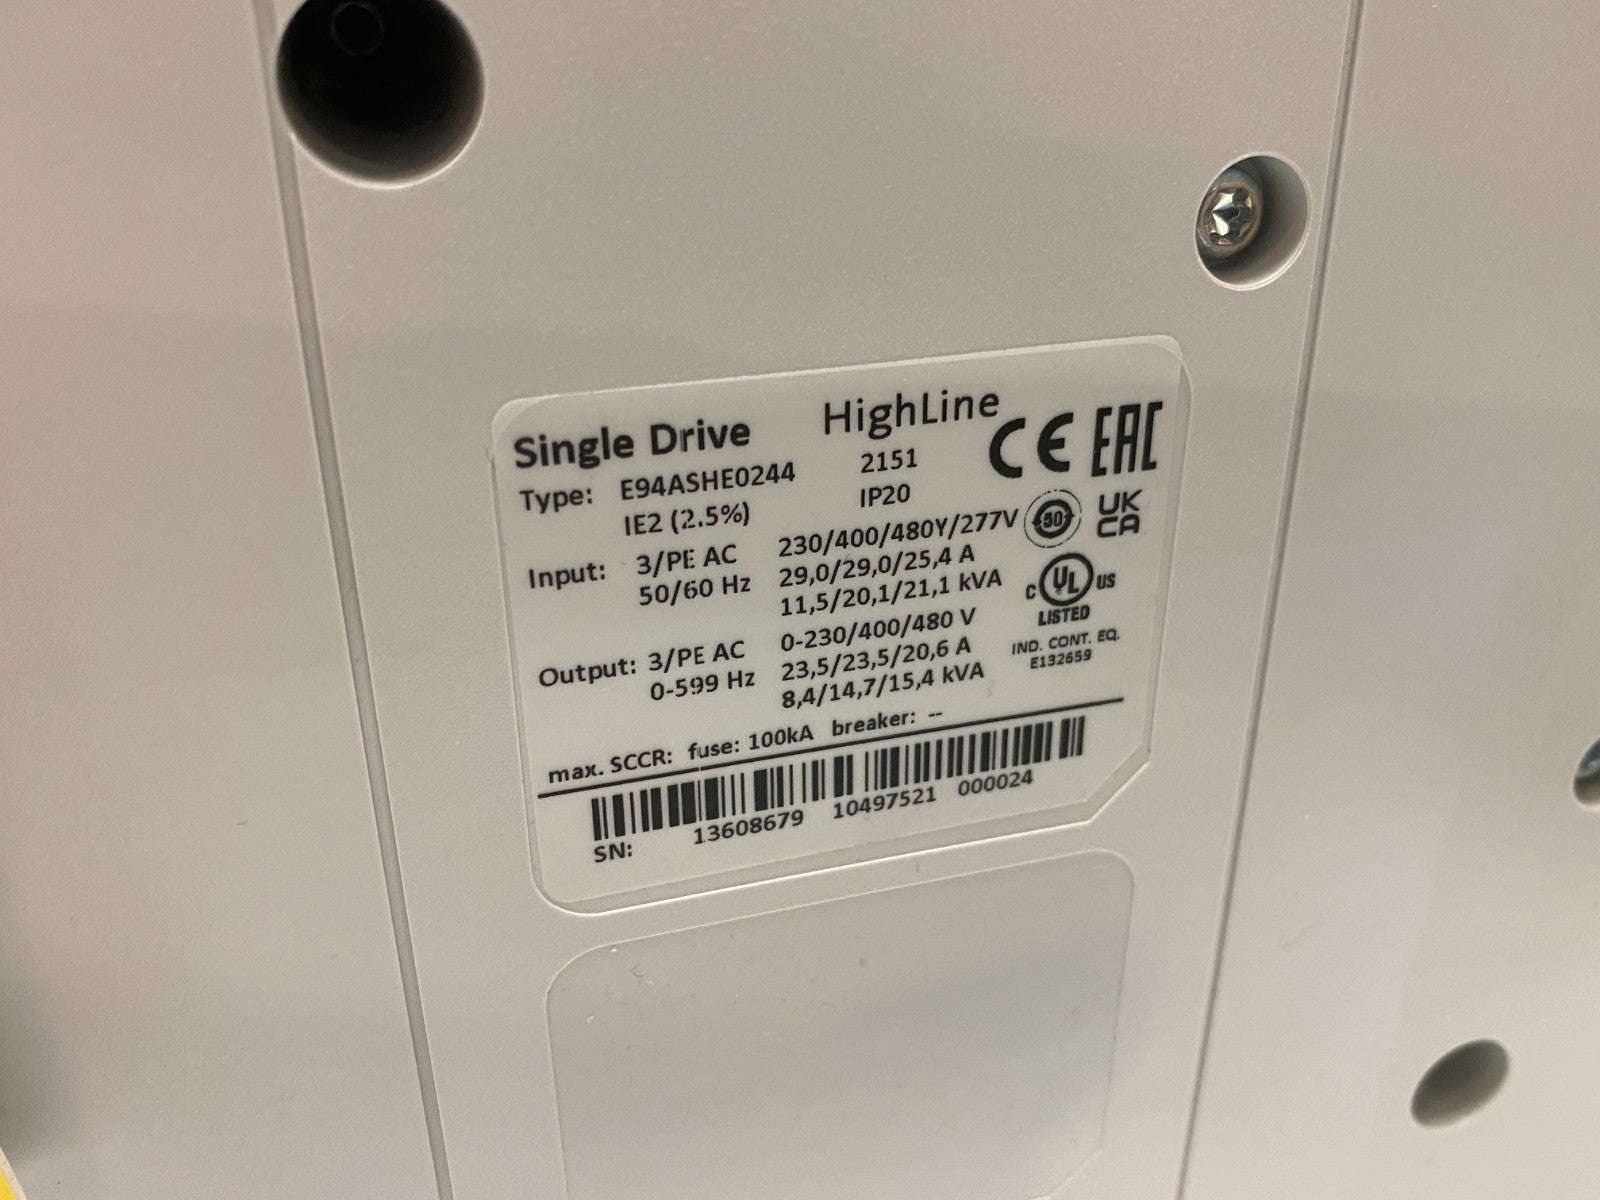 Single Drive HighLine
Type: E94ASHE0244 2151
IE2 (2.5%) IP20
CE EAC
Input: 3/PE AC 230/400/480Y/277V
50/60 Hz 29,0/29,0/25,4 A
11,5/20,1/21,1 kVA
50 UK CA
C UL US
LISTED
IND. CONT. EQ.
E132659
Output: 3/PE AC 0-230/400/480 V
0-599 Hz 23,5/23,5/20,6 A
8,4/14,7/15,4 kVA
max. SCCR: fuse: 100kA breaker: --
SN: 13608679 10497521 000024